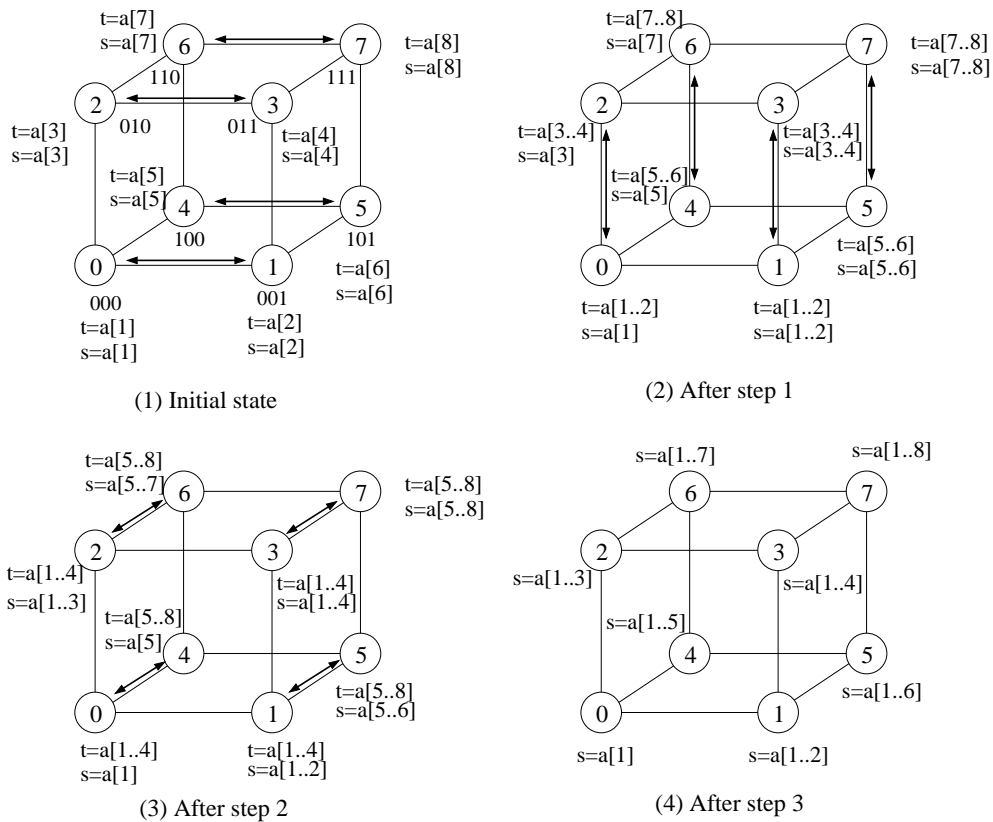 t=a[7]
s=a[7]
6
7
t=a[8]
s=a[8]
110
111
2
3
010
011
t=a[3]
s=a[3]
t=a[4]
s=a[4]
t=a[5]
s=a[5]
4
5
100
101
0
1
t=a[6]
s=a[6]
000
001
t=a[1]
s=a[1]
t=a[2]
s=a[2]
(1) Initial state
t=a[7..8]
s=a[7]
6
7
t=a[7..8]
s=a[7..8]
2
3
t=a[3..4]
s=a[3]
t=a[3..4]
s=a[3..4]
t=a[5..6]
s=a[5]
4
5
t=a[5..6]
s=a[5..6]
0
1
t=a[1..2]
s=a[1]
t=a[1..2]
s=a[1..2]
(2) After step 1
t=a[5..8]
s=a[5..7]
6
7
t=a[5..8]
s=a[5..8]
2
3
t=a[1..4]
s=a[1..3]
t=a[1..4]
s=a[1..4]
t=a[5..8]
s=a[5]
4
5
t=a[5..8]
s=a[5..6]
0
1
t=a[1..4]
s=a[1]
t=a[1..4]
s=a[1..2]
(3) After step 2
s=a[1..7]
s=a[1..8]
6
7
2
3
s=a[1..3]
s=a[1..4]
s=a[1..5]
4
5
s=a[1..6]
0
1
s=a[1]
s=a[1..2]
(4) After step 3